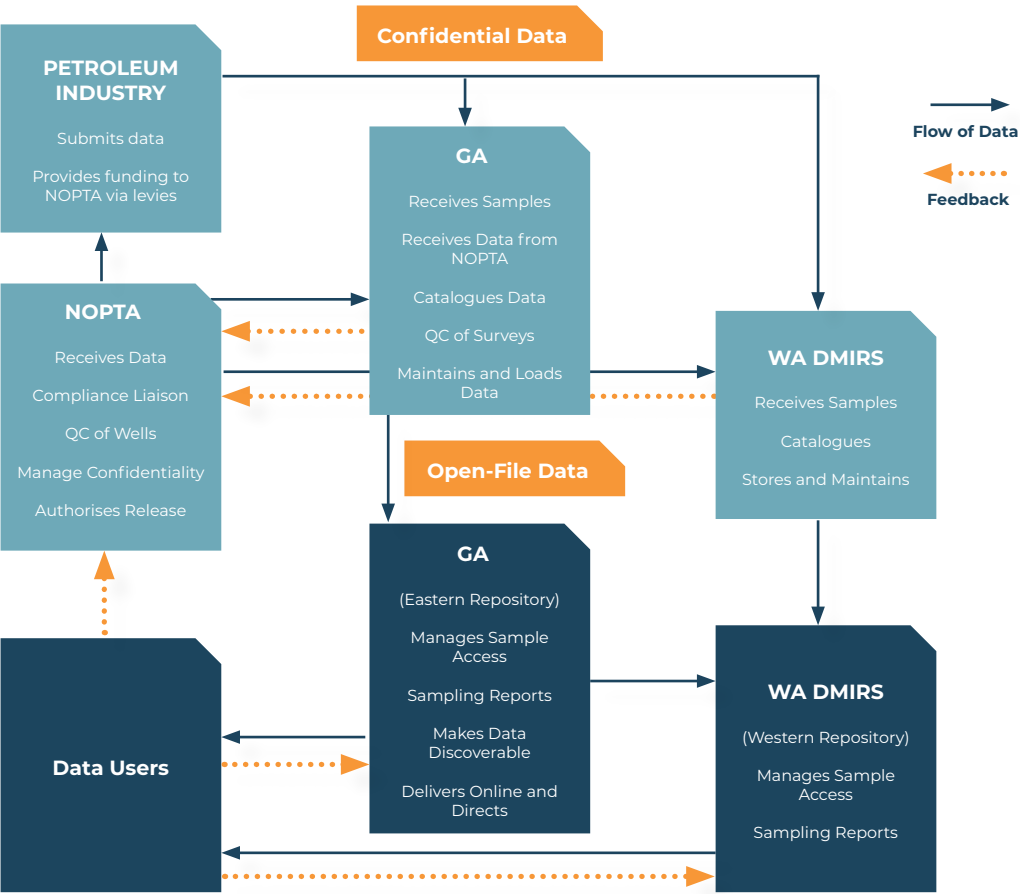 Confidential Data
PETROLEUM
INDUSTRY
Submits data
Provides funding to
NOPTA via levies
Flow of Data
Feedback
GA
Receives Samples
Receives Data from
NOPTA
Catalogues Data
QC of Surveys
Maintains and Loads
Data
NOPTA
Receives Data
Compliance Liaison
QC of Wells
Manage Confidentiality
Authorises Release
WA DMIRS
Receives Samples
Catalogues
Stores and Maintains
Open-File Data
GA
(Eastern Repository)
Manages Sample
Access
Sampling Reports
Makes Data
Discoverable
Delivers Online and
Directs
Data Users
WA DMIRS
(Western Repository)
Manages Sample
Access
Sampling Reports